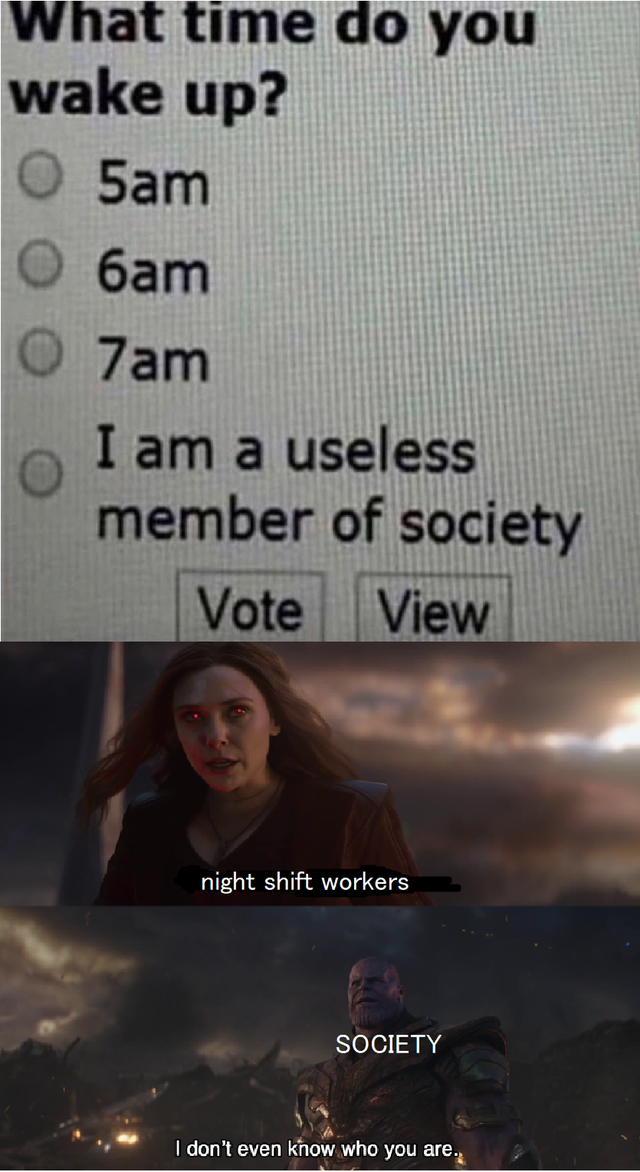 What time do you
wake up?
5am
6am
7am
I am a useless
member of society
Vote
View
night shift workers
SOCIETY
I don't even know who you are.